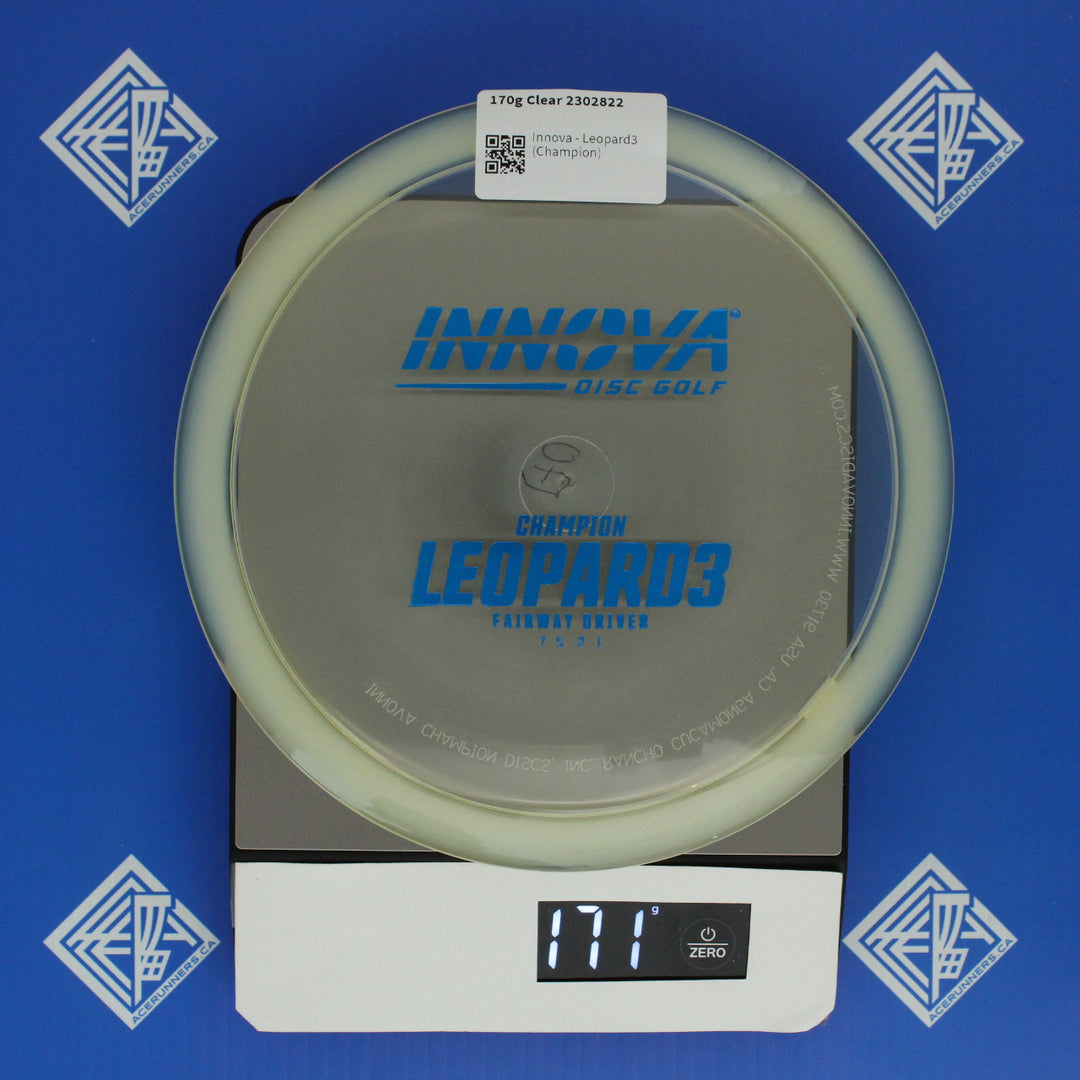 170g Clear 2302822
Innova - Leopard3
(Champion)
ACERUNNERS.CA
ACERUNNERS.CA
INNOVA®
DISC GOLF
170
CHAMPION
LEOPARD3
FAIRWAY DRIVER
7 5 -2 1
INNOVA CHAMPION DISCS, INC. RANCHO CUCAMONGA CA. USA 91730 WWW.INNOVADISCS.COM
171 g
ZERO
ACERUNNERS.CA
ACERUNNERS.CA